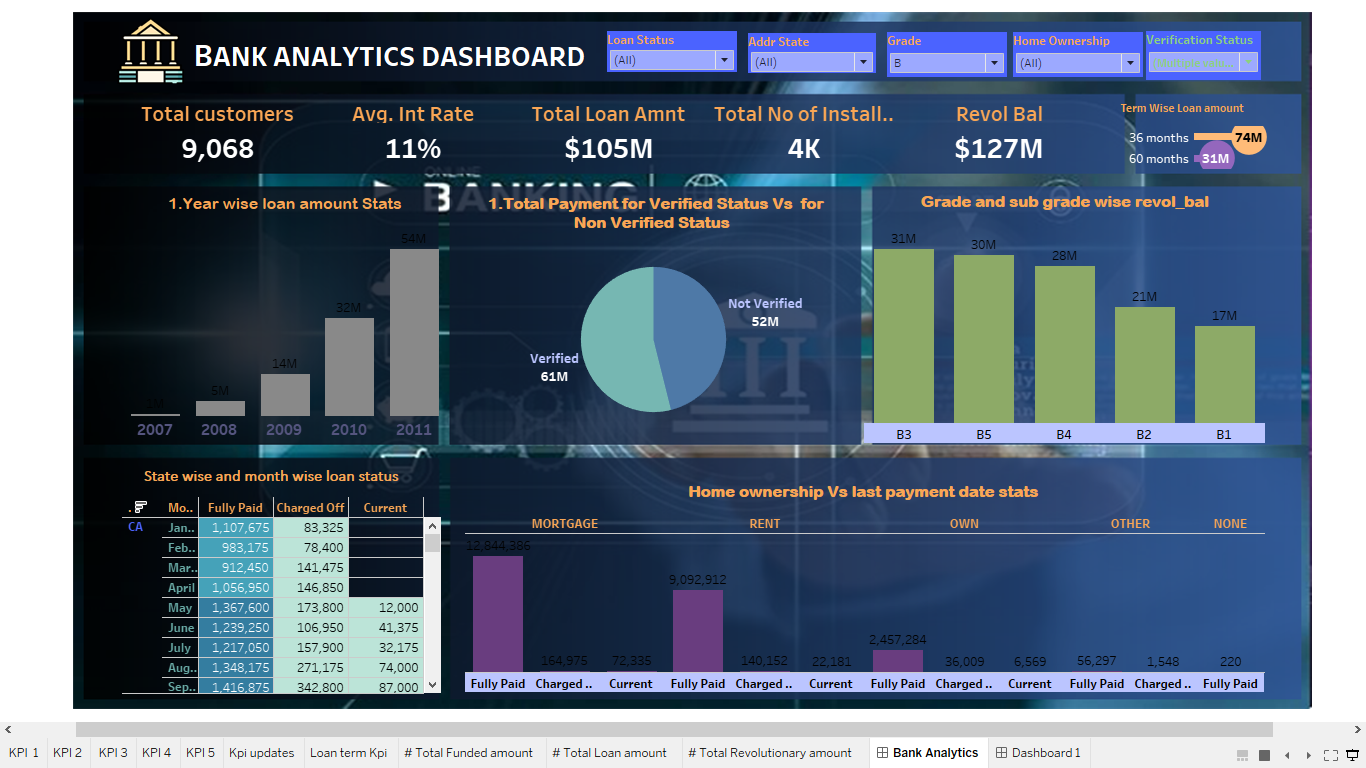 BANK ANALYTICS DASHBOARD
Loan Status
(All)
Addr State
(All)
Grade
B
Home Ownership
(All)
Verification Status
Total customers
9,068
Avg. Int Rate
11%
Total Loan Amnt
$105M
Total No of Install..
4K
Revol Bal
$127M
Term Wise Loan amount
36 months 74M
60 months 31M
ONLINE
BANKING
1.Year wise loan amount Stats
54M
32M
14M
5M
2007 2008 2009 2010 2011
1.Total Payment for Verified Status Vs for
Non Verified Status
Not Verified
52M
Verified
61M
Grade and sub grade wise revol_bal
31M 30M 28M 21M 17M
B3 B5 B4 B2 B1
State wise and month wise loan status
. Mo.. Fully Paid Charged Off Current
CA Jan.. 1,107,675 83,325
Feb.. 983,175 78,400
Mar.. 912,450 141,475
April 1,056,950 146,850
May 1,367,600 173,800 12,000
June 1,239,250 106,950 41,375
July 1,217,050 157,900 32,175
Aug.. 1,348,175 271,175 74,000
Sep.. 1,416,875 342,800 87,000
Home ownership Vs last payment date stats
MORTGAGE RENT OWN OTHER NONE
12,844,386 164,975 72,335 9,092,912 140,152 22,181 2,457,284 36,009 6,569 56,297 1,548 220
Fully Paid Charged .. Current Fully Paid Charged .. Current Fully Paid Charged .. Current Fully Paid Charged .. Fully Paid
KPI 1 KPI 2 KPI 3 KPI 4 KPI 5 Kpi updates Loan term Kpi # Total Funded amount # Total Loan amount # Total Revolutionary amount Bank Analytics Dashboard 1